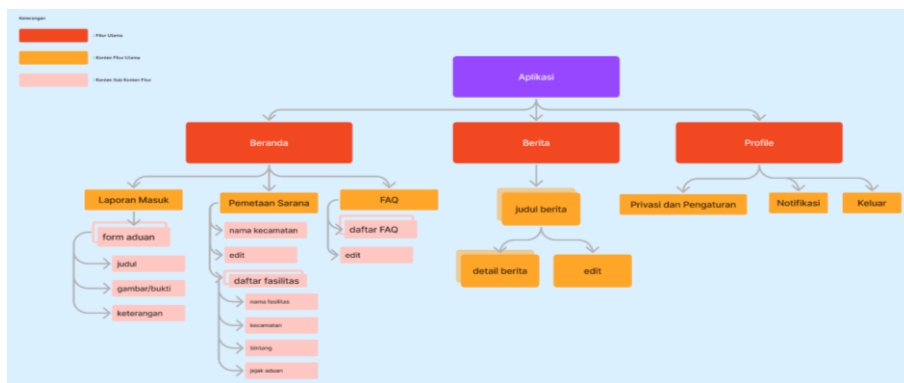 Keterangan
: Fitur Utama
: Konten Fitur Utama
: Konten Sub Konten Fitur
Aplikasi
Beranda
Berita
Profile
Laporan Masuk
Pemetaan Sarana
FAQ
judul berita
Privasi dan Pengaturan
Notifikasi
Keluar
form aduan
nama kecamatan
daftar FAQ
judul
edit
edit
detail berita
edit
gambar/bukti
daftar fasilitas
keterangan
nama fasilitas
kecamatan
bintang
jejak aduan